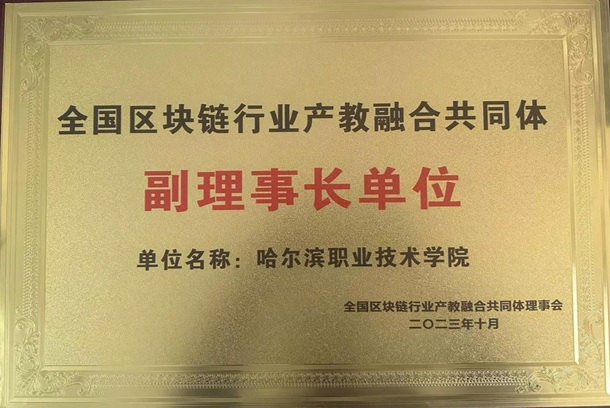 全国区块链行业产教融合共同体
副理事长单位
单位名称：哈尔滨职业技术学院
全国区块链行业产教融合共同体理事会
二〇二三年十月